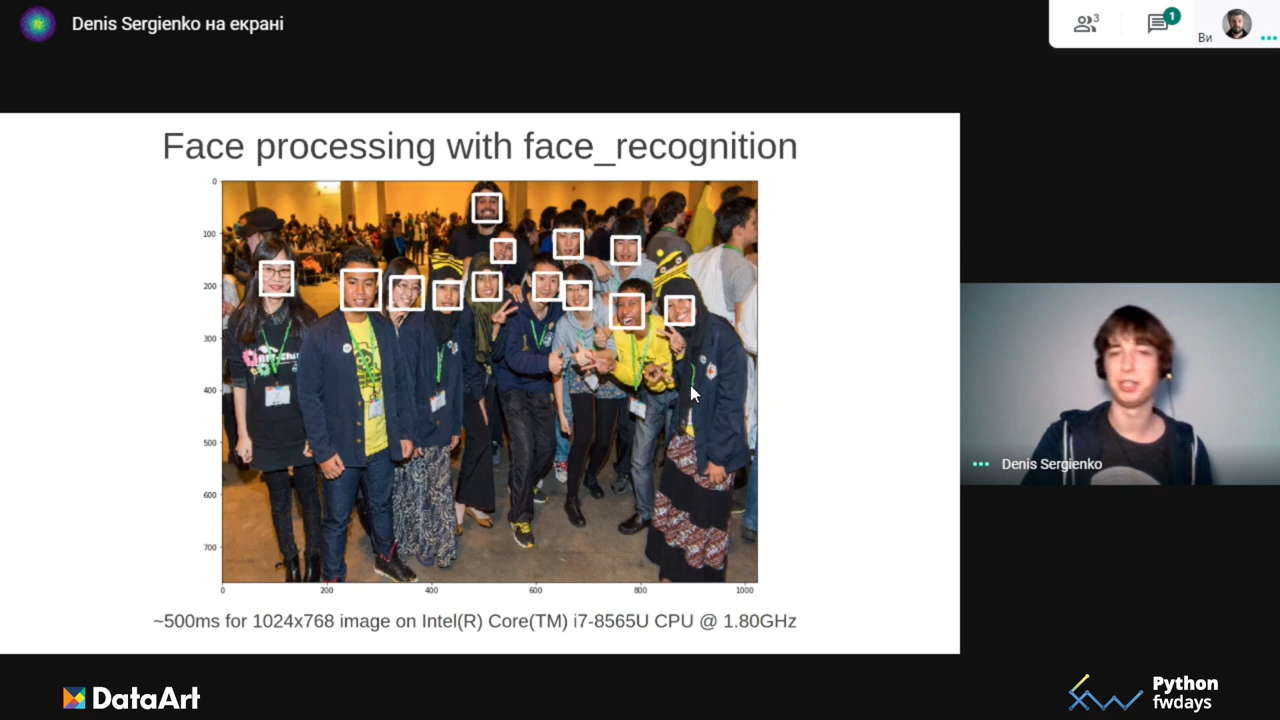 Denis Sergienko на екрані
3
1
Ви
Face processing with face_recognition
0
100
200
300
400
500
600
700
0
200
400
600
800
1000
~500ms for 1024x768 image on Intel(R) Core(TM) i7-8565U CPU @ 1.80GHz
Denis Sergienko
DataArt
Python
fwdays